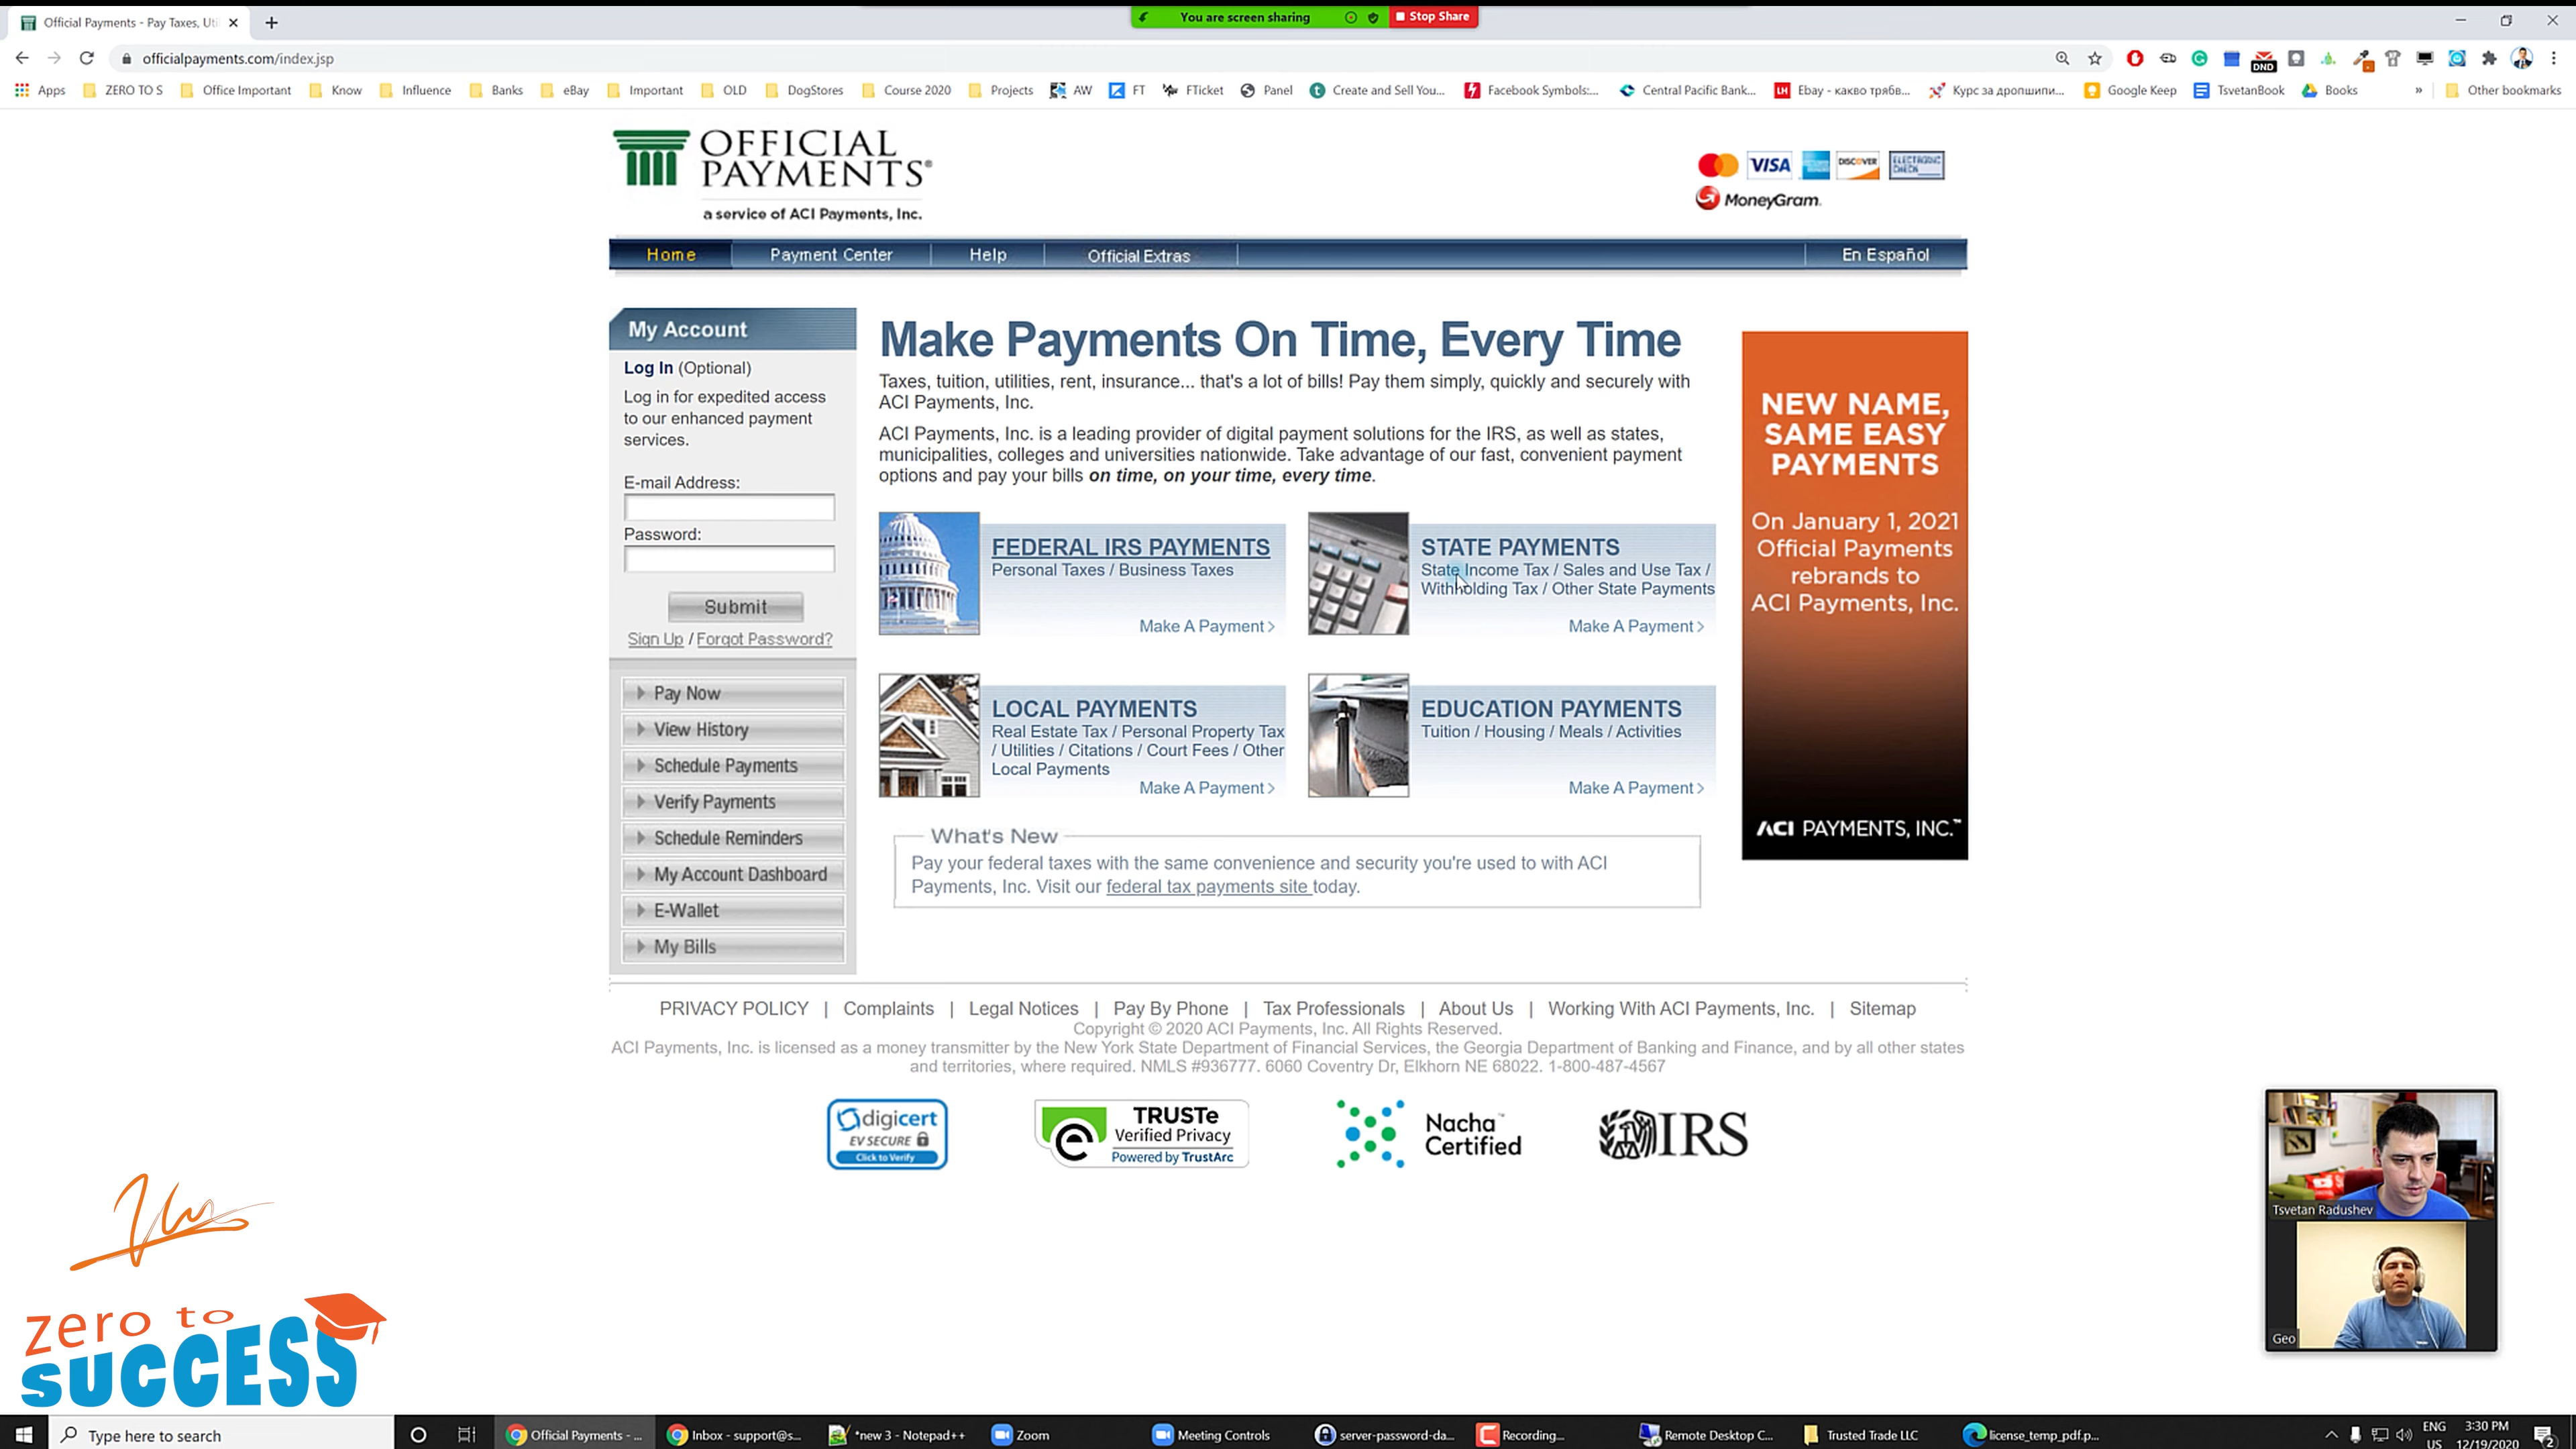 Official Payments - Pay Taxes, Uti
You are screen sharing
Stop Share
officialpayments.com/index.jsp
DND
Apps
ZERO TO S
Office Important
Know
Influence
Banks
eBay
Important
OLD
DogStores
Course 2020
Projects
AW
FT
FTicket
Panel
Create and Sell You...
Facebook Symbols:...
Central Pacific Bank...
LH Ebay - какво трябв...
Курс за дропшипи...
Google Keep
TsvetanBook
Books
»
Other bookmarks
OFFICIAL
PAYMENTS®
a service of ACI Payments, Inc.
VISA
DISCOVER
ELECTRONIC CHECK
MoneyGram.
Home
Payment Center
Help
Official Extras
En Español
My Account
Log In (Optional)
Log in for expedited access
to our enhanced payment
services.
E-mail Address:
Password:
Submit
Sign Up / Forgot Password?
Pay Now
View History
Schedule Payments
Verify Payments
Schedule Reminders
My Account Dashboard
E-Wallet
My Bills
Make Payments On Time, Every Time
Taxes, tuition, utilities, rent, insurance... that's a lot of bills! Pay them simply, quickly and securely with
ACI Payments, Inc.
ACI Payments, Inc. is a leading provider of digital payment solutions for the IRS, as well as states,
municipalities, colleges and universities nationwide. Take advantage of our fast, convenient payment
options and pay your bills on time, on your time, every time.
FEDERAL IRS PAYMENTS
Personal Taxes / Business Taxes
Make A Payment >
STATE PAYMENTS
State Income Tax / Sales and Use Tax /
Withholding Tax / Other State Payments
Make A Payment >
LOCAL PAYMENTS
Real Estate Tax / Personal Property Tax
/ Utilities / Citations / Court Fees / Other
Local Payments
Make A Payment >
EDUCATION PAYMENTS
Tuition / Housing / Meals / Activities
Make A Payment >
What's New
Pay your federal taxes with the same convenience and security you're used to with ACI
Payments, Inc. Visit our federal tax payments site today.
NEW NAME,
SAME EASY
PAYMENTS
On January 1, 2021
Official Payments
rebrands to
ACI Payments, Inc.
ACI PAYMENTS, INC.™
PRIVACY POLICY | Complaints | Legal Notices | Pay By Phone | Tax Professionals | About Us | Working With ACI Payments, Inc. | Sitemap
Copyright © 2020 ACI Payments, Inc. All Rights Reserved.
ACI Payments, Inc. is licensed as a money transmitter by the New York State Department of Financial Services, the Georgia Department of Banking and Finance, and by all other states
and territories, where required. NMLS #936777. 6060 Coventry Dr, Elkhorn NE 68022. 1-800-487-4567
digicert
EV SECURE
Click to Verify
TRUSTe
Verified Privacy
Powered by TrustArc
Nacha™
Certified
IRS
Tsvetan Radushev
Geo
zero to
SUCCESS
Type here to search
Official Payments - ...
Inbox - support@s...
*new 3 - Notepad++
Zoom
Meeting Controls
server-password-da...
Recording...
Remote Desktop C...
Trusted Trade LLC
license_temp_pdf.p...
ENG
US
3:30 PM
12/19/2020
2